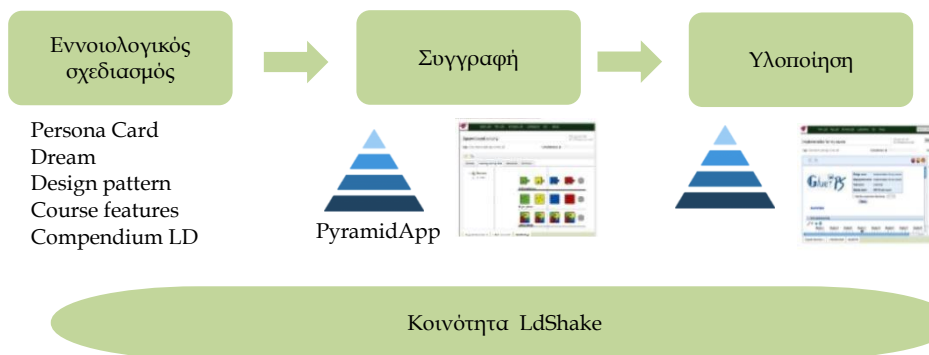 Εννοιολογικός
σχεδιασμός
Συγγραφή
Υλοποίηση
Persona Card
Dream
Design pattern
Course features
Compendium LD
PyramidApp
Κοινότητα LdShake